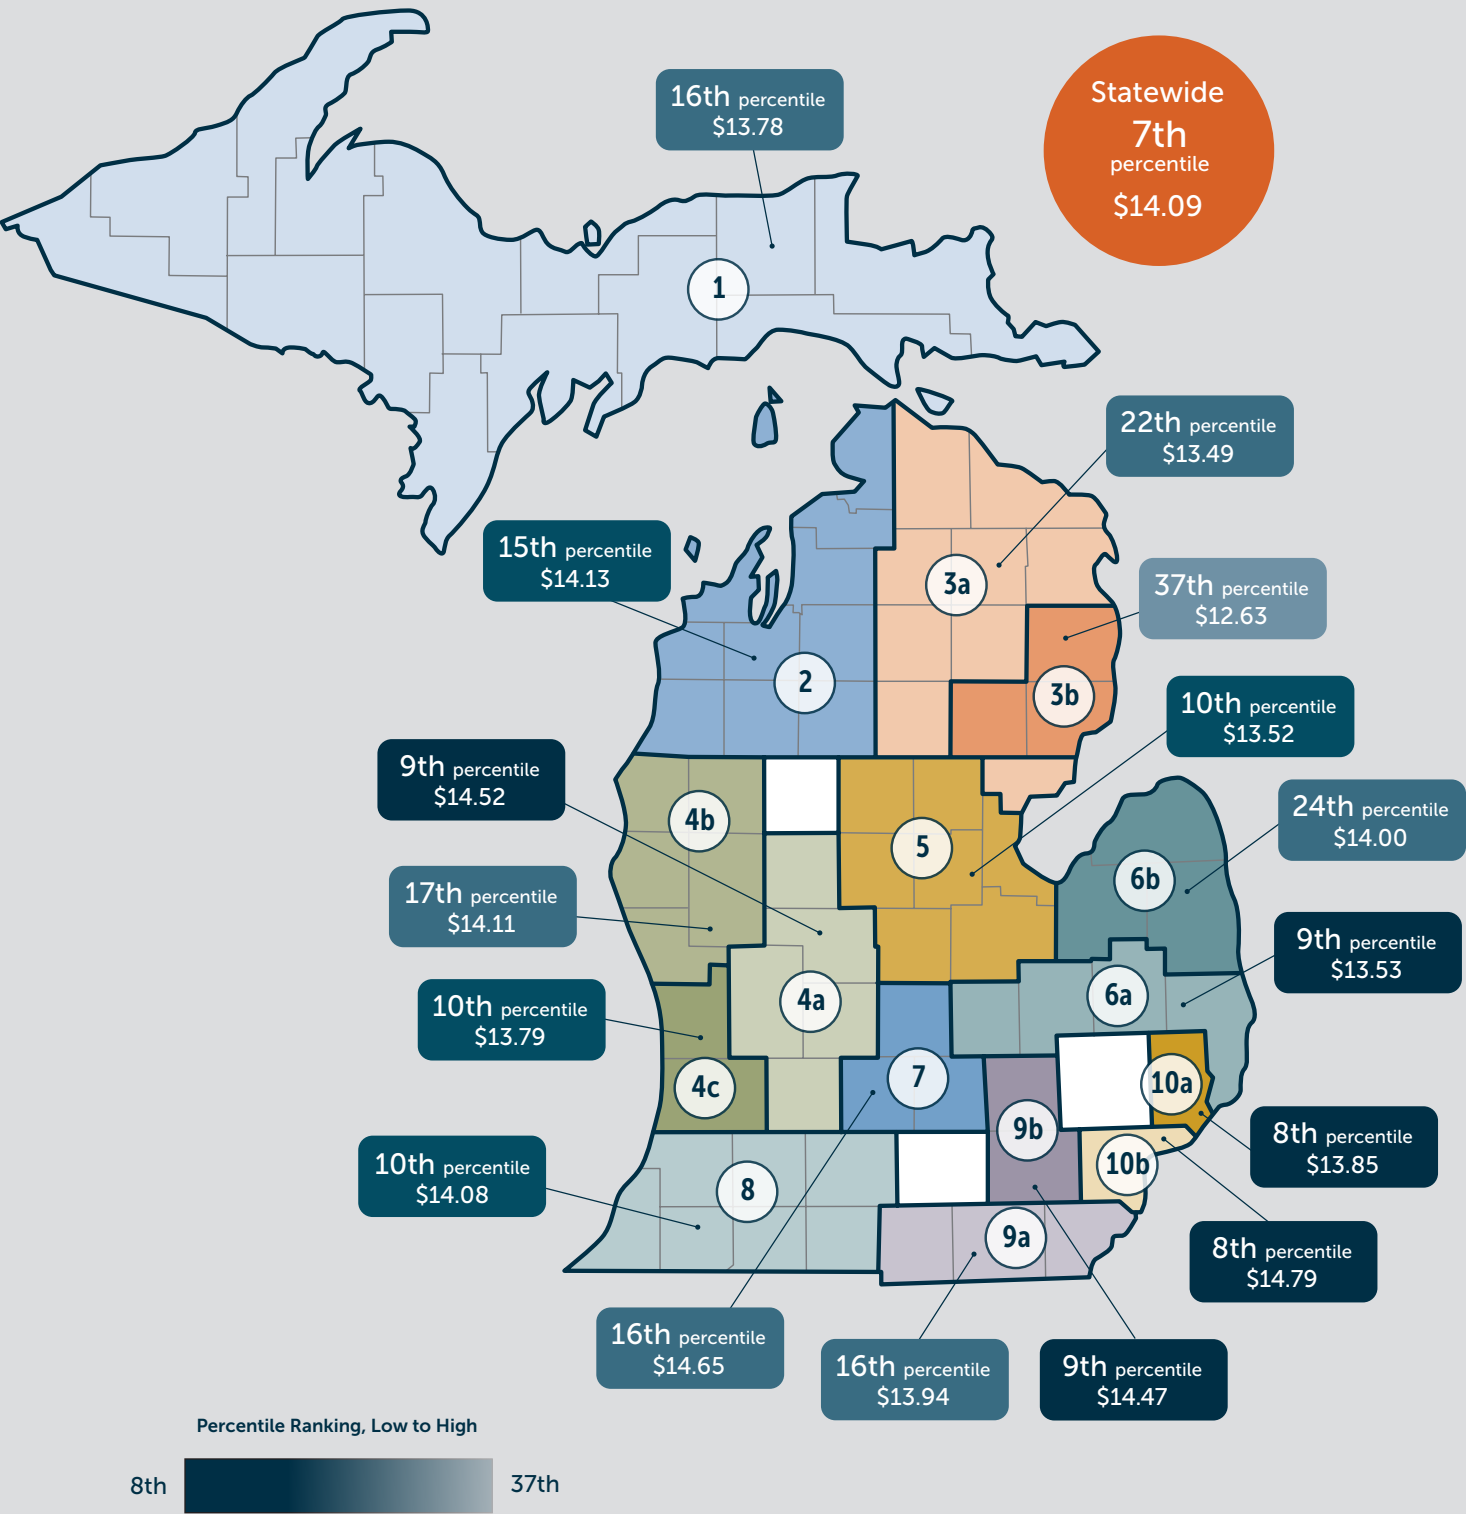 Statewide
7th
percentile
$14.09
16th percentile
$13.78
1
22th percentile
$13.49
15th percentile
$14.13
3a
37th percentile
$12.63
2
3b
10th percentile
$13.52
9th percentile
$14.52
4b
5
24th percentile
$14.00
6b
17th percentile
$14.11
9th percentile
$13.53
4a
6a
10th percentile
$13.79
4c
7
10a
9b
8th percentile
$13.85
10th percentile
$14.08
8
10b
9a
8th percentile
$14.79
16th percentile
$14.65
16th percentile
$13.94
9th percentile
$14.47
Percentile Ranking, Low to High
8th
37th